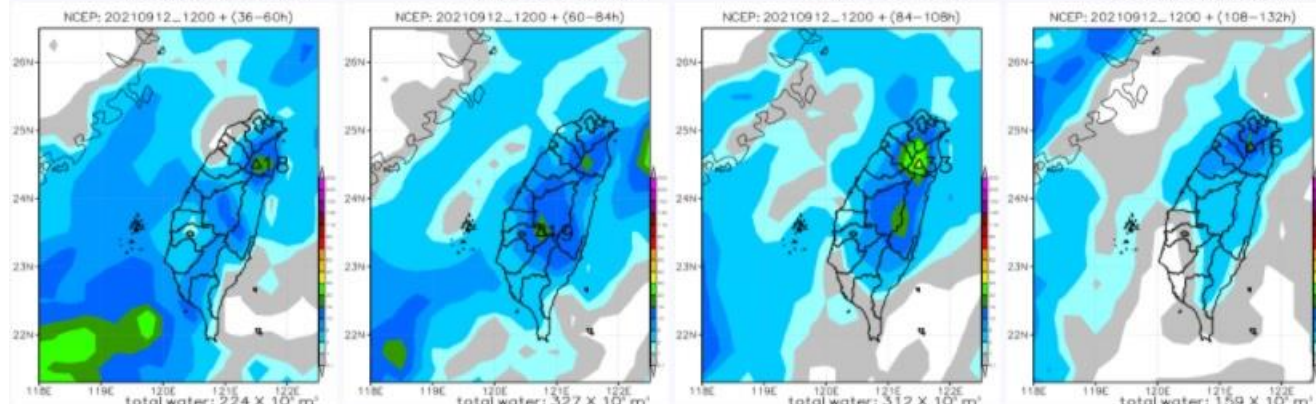 NCEP: 20210912_1200 + (36-60h)
NCEP: 20210912_1200 + (60-84h)
NCEP: 20210912_1200 + (84-108h)
NCEP: 20210912_1200 + (108-132h)
26N
26N
26N
26N
25N
25N
25N
25N
18
19
33
16
24N
24N
24N
24N
23N
23N
23N
23N
22N
22N
22N
22N
118E 119E 120E 121E 122E
118E 119E 120E 121E 122E
118E 119E 120E 121E 122E
118E 119E 120E 121E 122E
total water: 224 X 10⁶ m³
total water: 327 X 10⁶ m³
total water: 312 X 10⁶ m³
total water: 159 X 10⁶ m³